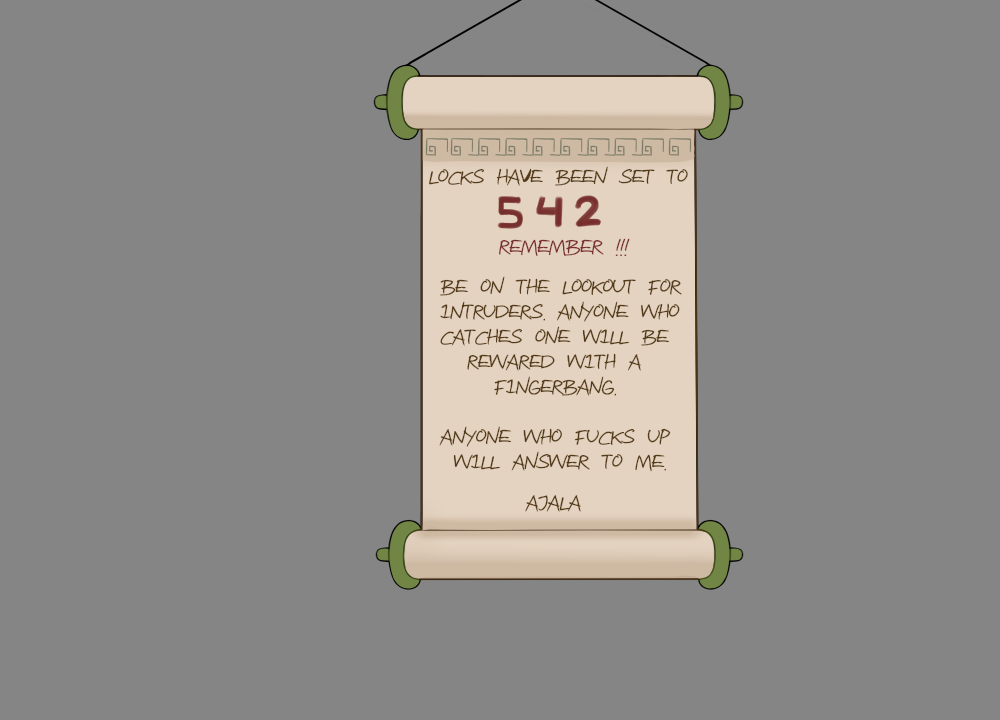 LOCKS HAVE BEEN SET TO
542
REMEMBER !!!
BE ON THE LOOKOUT FOR
INTRUDERS. ANYONE WHO
CATCHES ONE WILL BE
REWARED WITH A
FINGERBANG.
ANYONE WHO FUCKS UP
WILL ANSWER TO ME.
AJALA